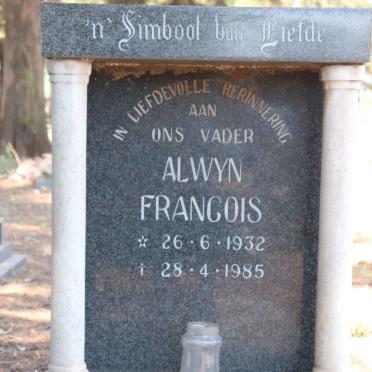 'n' Simbool van Liefde
IN LIEFDEVOLLE HERINNERING
AAN
ONS VADER
ALWYN
FRANCOIS
☆ 26·6·1932
† 28·4·1985